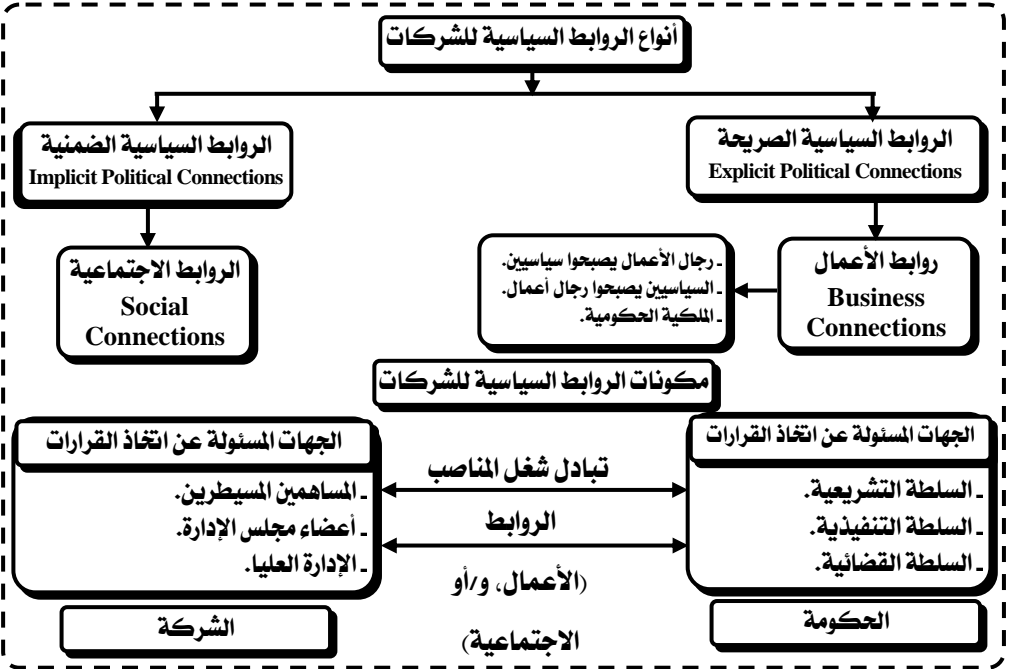 أنواع الروابط السياسية للشركات
الروابط السياسية الصريحة
Explicit Political Connections
الروابط السياسية الضمنية
Implicit Political Connections
روابط الأعمال
Business
Connections
ـ رجال الأعمال يصبحوا سياسيين.
ـ السياسيين يصبحوا رجال أعمال.
ـ الملكية الحكومية.
الروابط الاجتماعية
Social
Connections
مكونات الروابط السياسية للشركات
الجهات المسئولة عن اتخاذ القرارات
ـ السلطة التشريعية.
ـ السلطة التنفيذية.
ـ السلطة القضائية.
الحكومة
تبادل شغل المناصب
الروابط
(الأعمال، و/أو
الاجتماعية)
الجهات المسئولة عن اتخاذ القرارات
ـ المساهمين المسيطرين.
ـ أعضاء مجلس الإدارة.
ـ الإدارة العليا.
الشركة